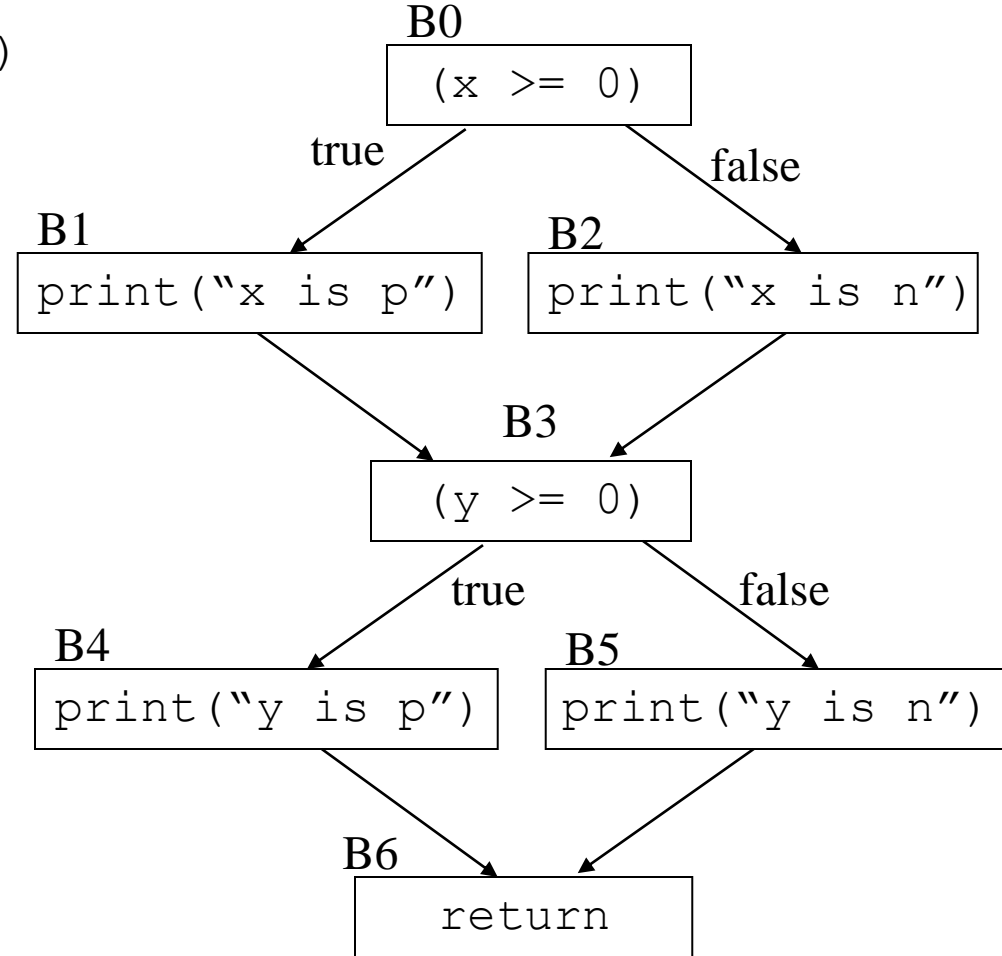 B0
)
(x >= 0)
true
false
B1
B2
print(“x is p”)
print(“x is n”)
B3
(y >= 0)
true
false
B4
B5
print(“y is p”)
print(“y is n”)
B6
return